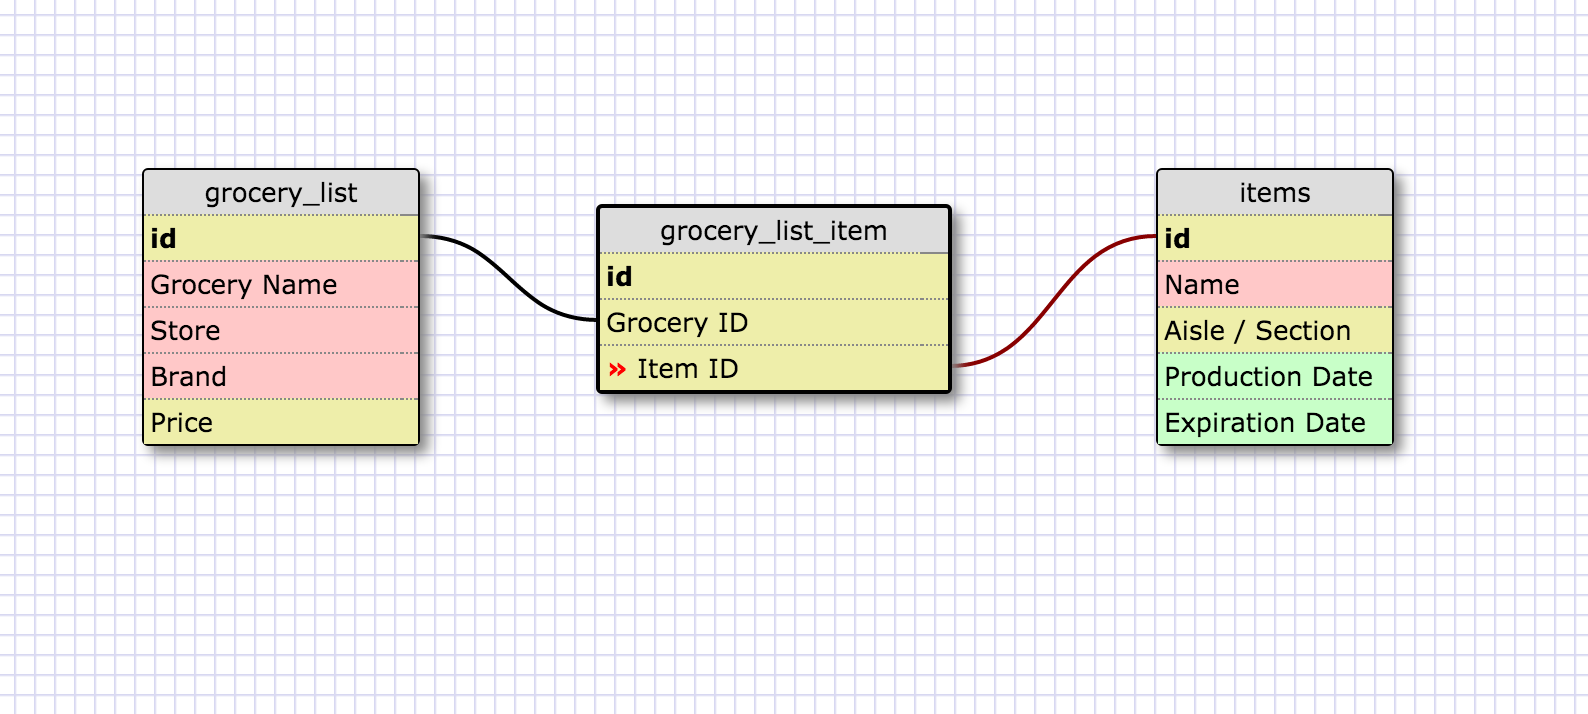 grocery_list
id
Grocery Name
Store
Brand
Price
grocery_list_item
id
Grocery ID
» Item ID
items
id
Name
Aisle / Section
Production Date
Expiration Date